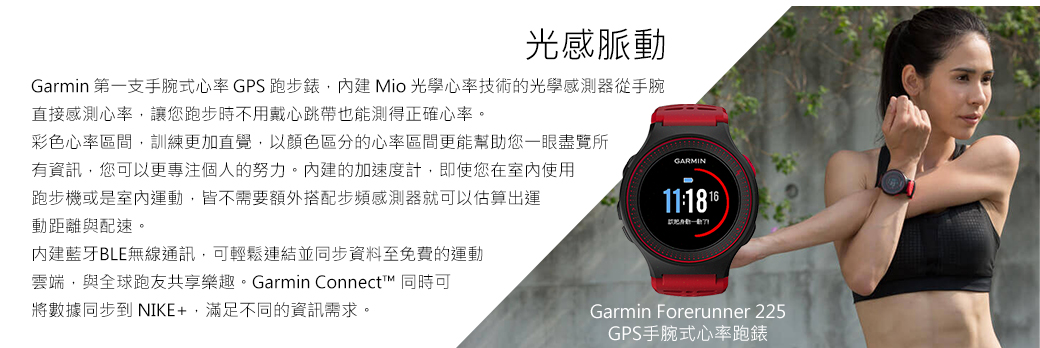 光感脈動
Garmin 第一支手腕式心率 GPS 跑步錶，內建 Mio 光學心率技術的光學感測器從手腕
直接感測心率，讓您跑步時不用戴心跳帶也能測得正確心率。
彩色心率區間，訓練更加直覺，以顏色區分的心率區間更能幫助您一眼盡覽所
有資訊，您可以更專注個人的努力。內建的加速度計，即使您在室內使用
跑步機或是室內運動，皆不需要額外搭配步頻感測器就可以估算出運
動距離與配速。
內建藍牙BLE無線通訊，可輕鬆連結並同步資料至免費的運動
雲端，與全球跑友共享樂趣。Garmin Connect™ 同時可
將數據同步到 NIKE+，滿足不同的資訊需求。
GARMIN
11:18 16
該起身動一動了!
Garmin Forerunner 225
GPS手腕式心率跑錶